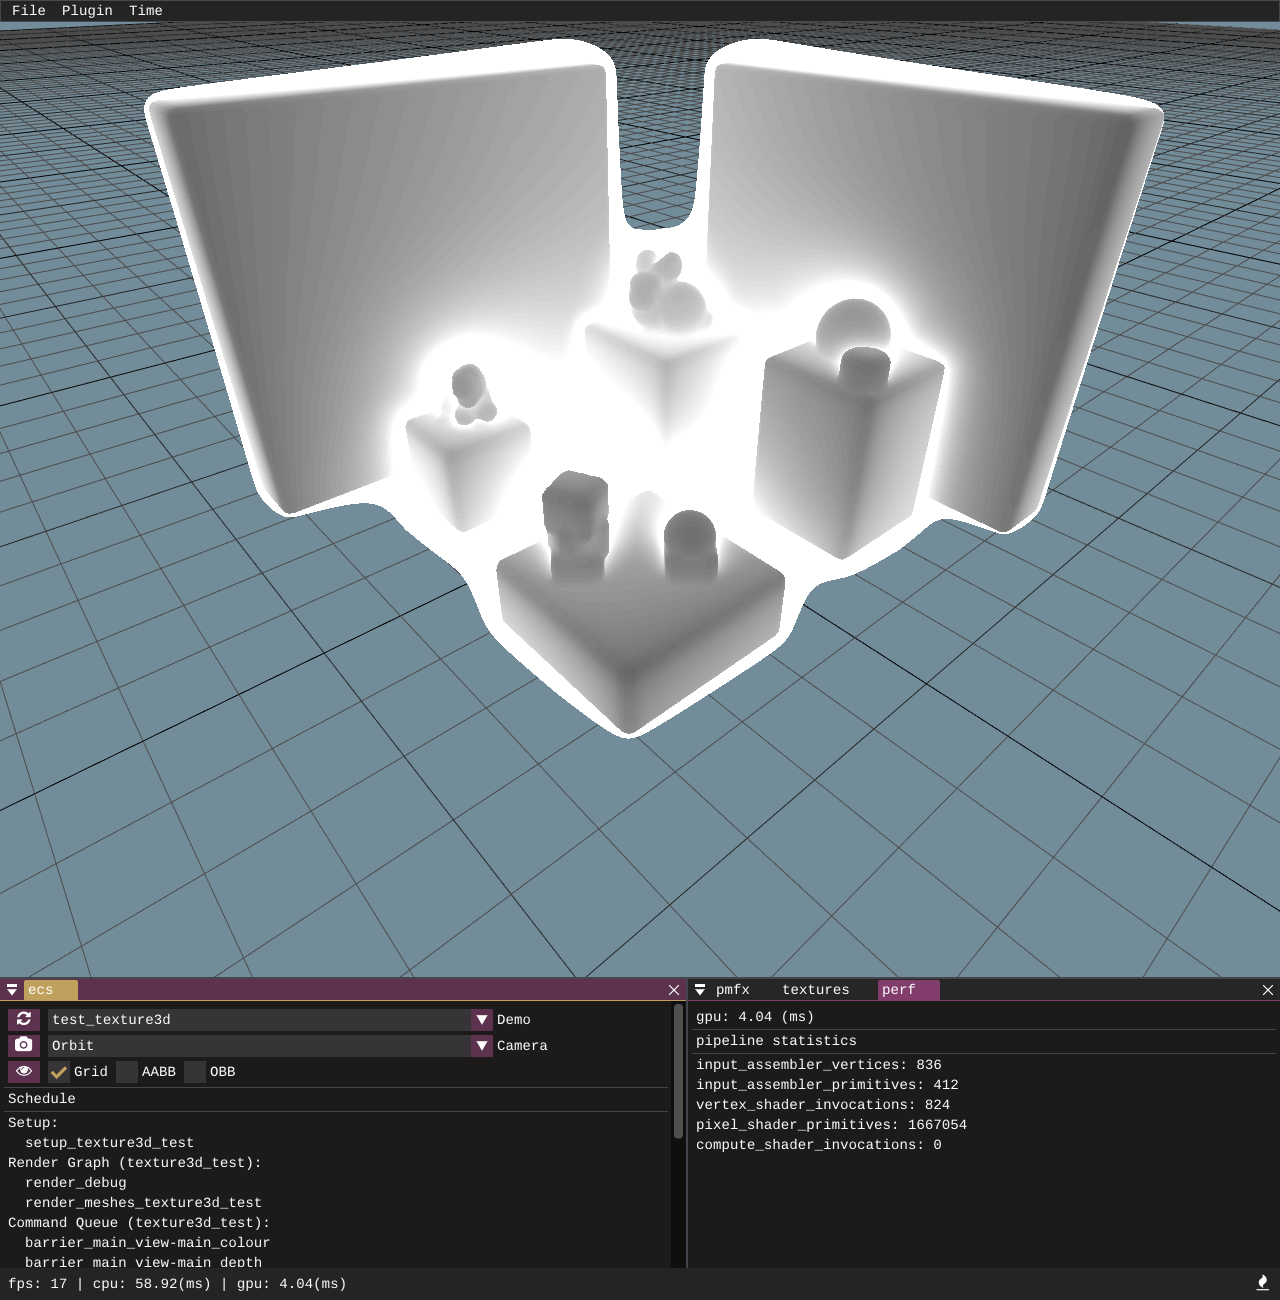 File Plugin Time
ecs
test_texture3d Demo
Orbit Camera
Grid AABB OBB
Schedule
Setup:
setup_texture3d_test
Render Graph (texture3d_test):
render_debug
render_meshes_texture3d_test
Command Queue (texture3d_test):
barrier_main_view-main_colour
barrier_main_view-main_depth
pmfx textures perf
gpu: 4.04 (ms)
pipeline statistics
input_assembler_vertices: 836
input_assembler_primitives: 412
vertex_shader_invocations: 824
pixel_shader_primitives: 1667054
compute_shader_invocations: 0
fps: 17 | cpu: 58.92(ms) | gpu: 4.04(ms)